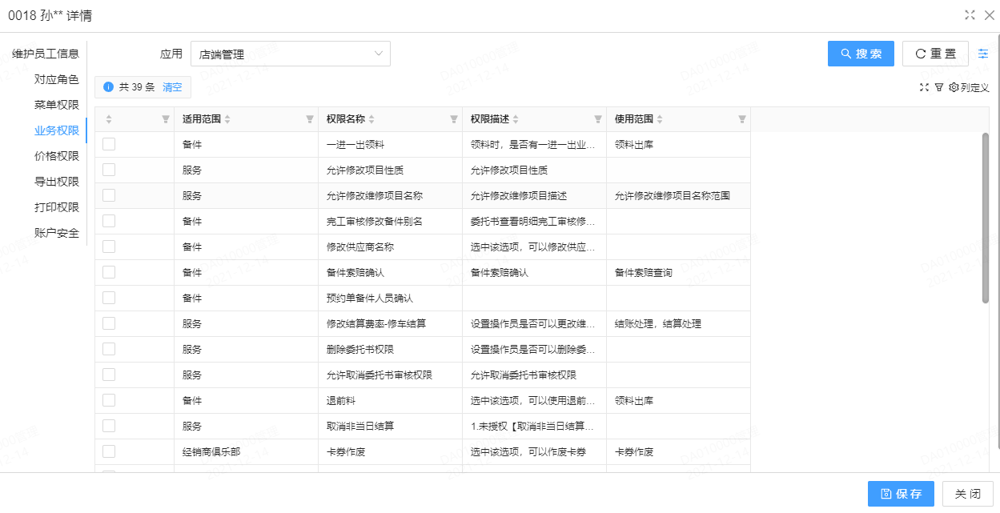 0018 孙** 详情
维护员工信息
对应角色
菜单权限
业务权限
价格权限
导出权限
打印权限
账户安全
应用 店端管理 搜索 重置
共 39 条 清空 列定义
适用范围 权限名称 权限描述 使用范围
备件 一进一出领料 领料时，是否有一进一出业... 领料出库
服务 允许修改项目性质 允许修改项目性质
服务 允许修改维修项目名称 允许修改维修项目描述 允许修改维修项目名称范围
备件 完工审核修改备件别名 委托书查看明细完工审核修...
备件 修改供应商名称 选中该选项，可以修改供应...
备件 备件索赔确认 备件索赔确认 备件索赔查询
备件 预约单备件人员确认
服务 修改结算费率-修车结算 设置操作员是否可以更改维... 结账处理，结算处理
服务 删除委托书权限 设置操作员是否可以删除委...
服务 允许取消委托书审核权限 允许取消委托书审核权限
备件 退前料 选中该选项，可以使用退前... 领料出库
服务 取消非当日结算 1.未授权【取消非当日结算...
经销商俱乐部 卡券作废 选中该选项，可以作废卡券 卡券作废
保存 关闭
DA010000管理
2021-12-14